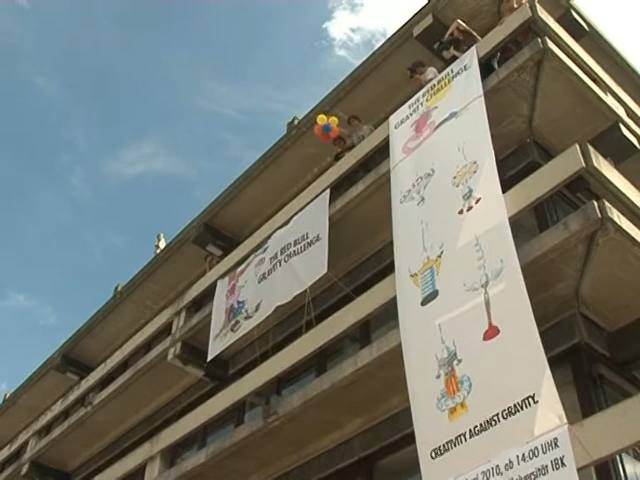 THE RED BULL
GRAVITY CHALLENGE.
THE RED BULL
GRAVITY CHALLENGE.
CREATIVITY AGAINST GRAVITY.
2010, ab 14:00 UHR
IBK